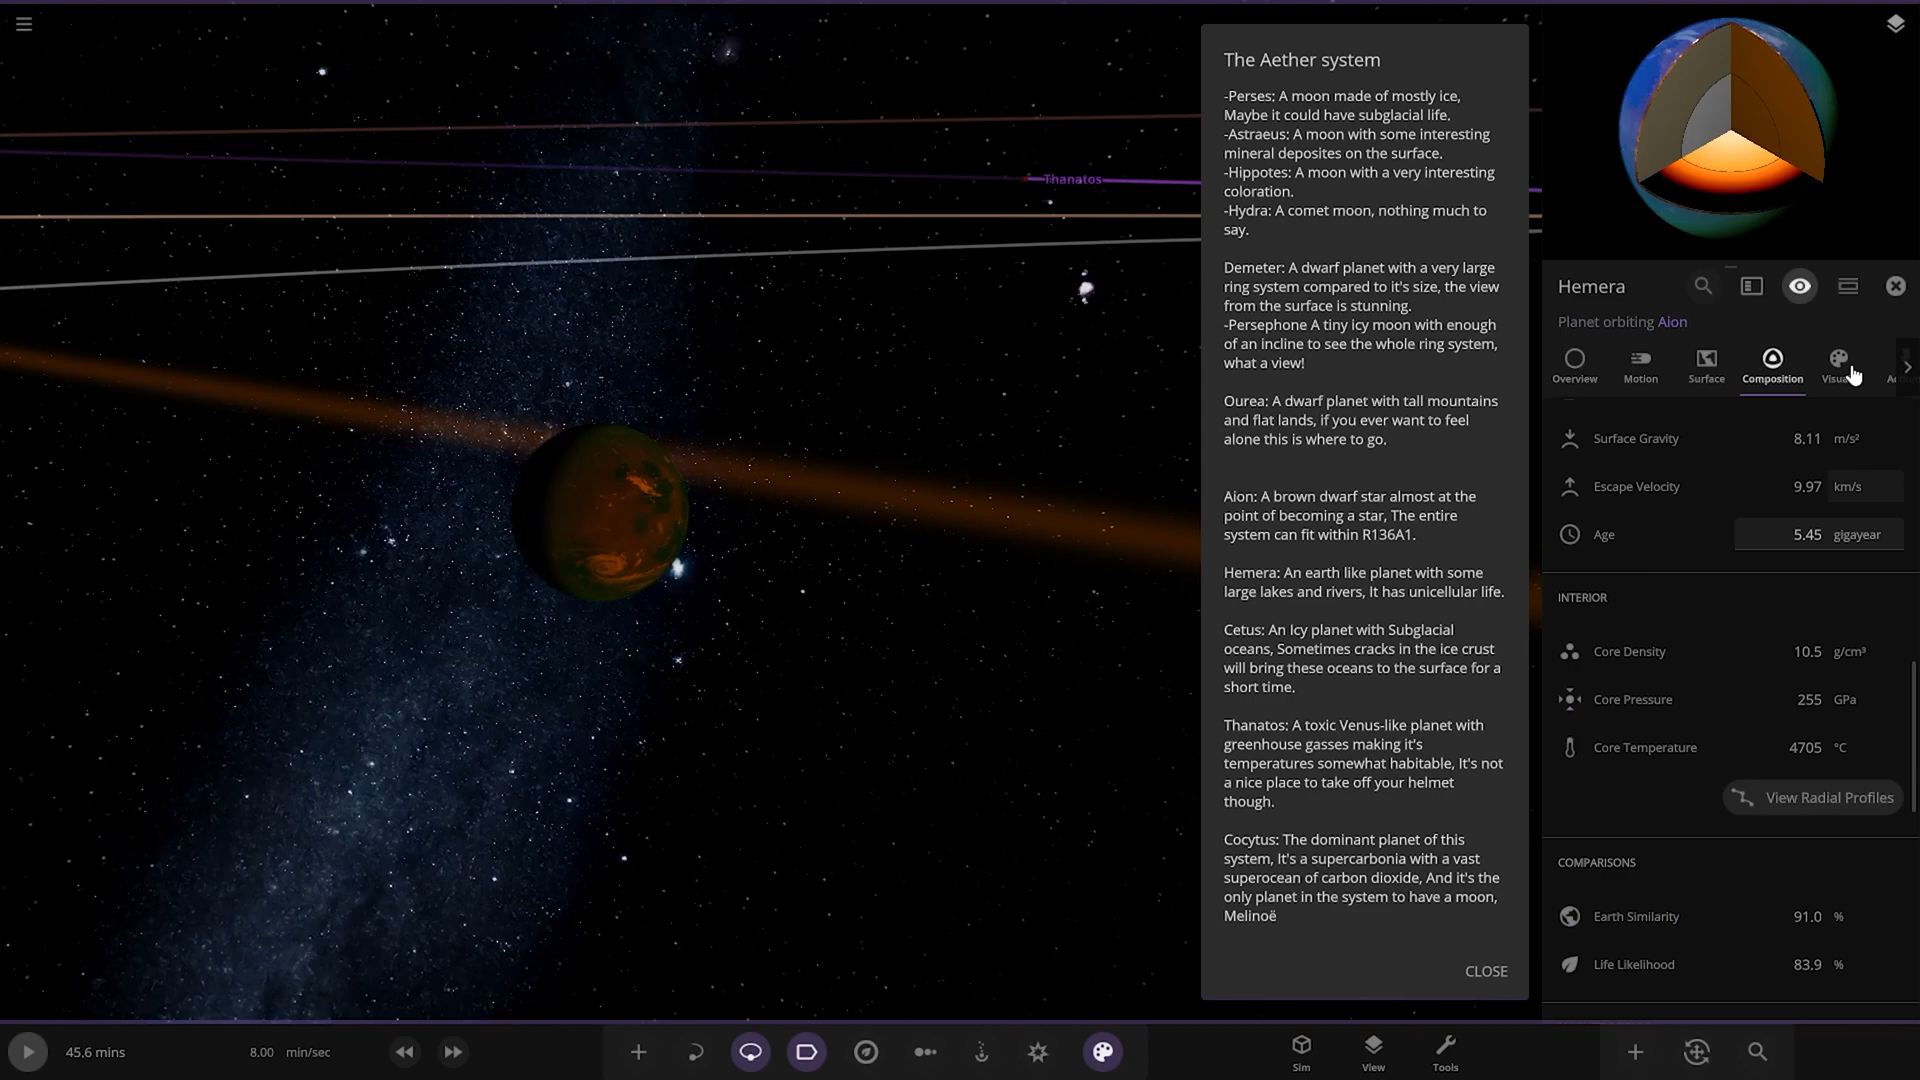 The Aether system
-Perses: A moon made of mostly ice,
Maybe it could have subglacial life.
-Astraeus: A moon with some interesting
mineral deposites on the surface.
-Hippotes: A moon with a very interesting
coloration.
-Hydra: A comet moon, nothing much to
say.
Demeter: A dwarf planet with a very large
ring system compared to it's size, the view
from the surface is stunning.
-Persephone A tiny icy moon with enough
of an incline to see the whole ring system,
what a view!
Ourea: A dwarf planet with tall mountains
and flat lands, if you ever want to feel
alone this is where to go.
Aion: A brown dwarf star almost at the
point of becoming a star, The entire
system can fit within R136A1.
Hemera: An earth like planet with some
large lakes and rivers, It has unicellular life.
Cetus: An Icy planet with Subglacial
oceans, Sometimes cracks in the ice crust
will bring these oceans to the surface for a
short time.
Thanatos: A toxic Venus-like planet with
greenhouse gasses making it's
temperatures somewhat habitable, It's not
a nice place to take off your helmet
though.
Cocytus: The dominant planet of this
system, It's a supercarbonia with a vast
superocean of carbon dioxide, And it's the
only planet in the system to have a moon,
Melinoë
CLOSE
Thanatos
Hemera
Planet orbiting Aion
Overview Motion Surface Composition
Surface Gravity 8.11 m/s²
Escape Velocity 9.97 km/s
Age 5.45 gigayear
INTERIOR
Core Density 10.5 g/cm³
Core Pressure 255 GPa
Core Temperature 4705 °C
View Radial Profiles
COMPARISONS
Earth Similarity 91.0 %
Life Likelihood 83.9 %
45.6 mins 8.00 min/sec
Sim View Tools